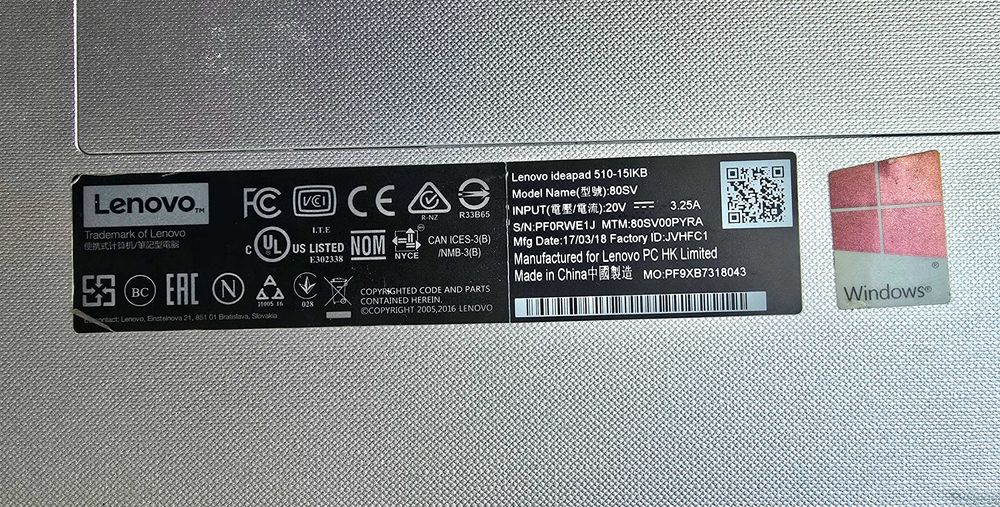 Lenovo™
Trademark of Lenovo
便携式计算机/筆記型電腦
FC
VCI
CE
R-NZ
R33B65
I.T.E
C UL US LISTED
E302338
NOM
NYCE
CAN ICES-3(B)
/NMB-3(B)
BC
EAC
N
028
COPYRIGHTED CODE AND PARTS
CONTAINED HEREIN.
©COPYRIGHT 2005,2016 LENOVO
contact: Lenovo, Einsteinova 21, 851 01 Bratislava, Slovakia
Lenovo ideapad 510-15IKB
Model Name(型號):80SV
INPUT(電壓/電流):20V ⎓ 3.25A
S/N:PF0RWE1J MTM:80SV00PYRA
Mfg Date:17/03/18 Factory ID:JVHFC1
Manufactured for Lenovo PC HK Limited
Made in China中國製造 MO:PF9XB7318043
Windows®